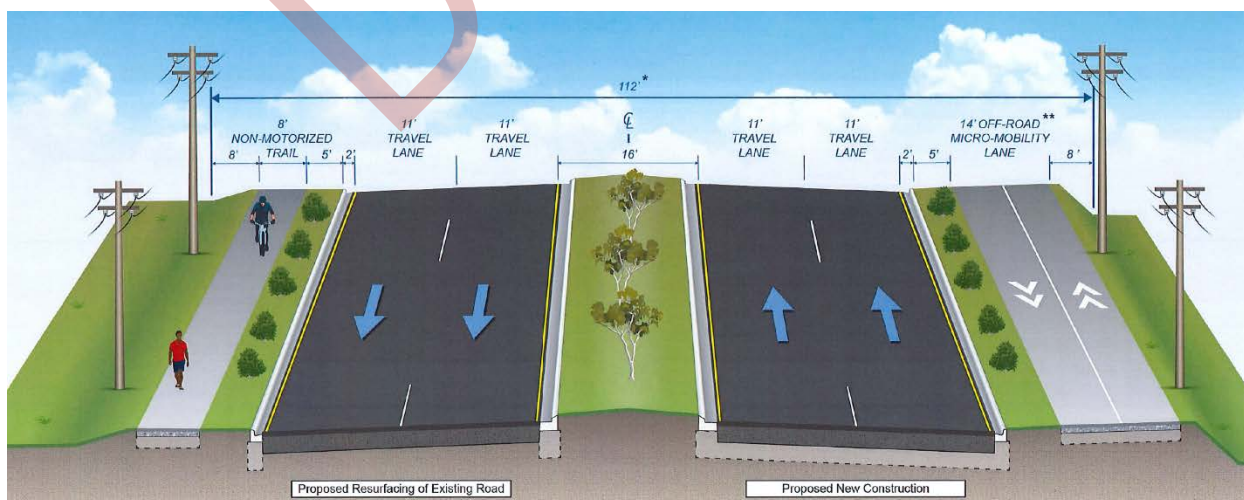 112' *
8'
NON-MOTORIZED
TRAIL
11'
TRAVEL
LANE
11'
TRAVEL
LANE
℄
11'
TRAVEL
LANE
11'
TRAVEL
LANE
14' OFF-ROAD **
MICRO-MOBILITY
LANE
8' 5' 2' 16' 2' 5' 8'
Proposed Resurfacing of Existing Road
Proposed New Construction